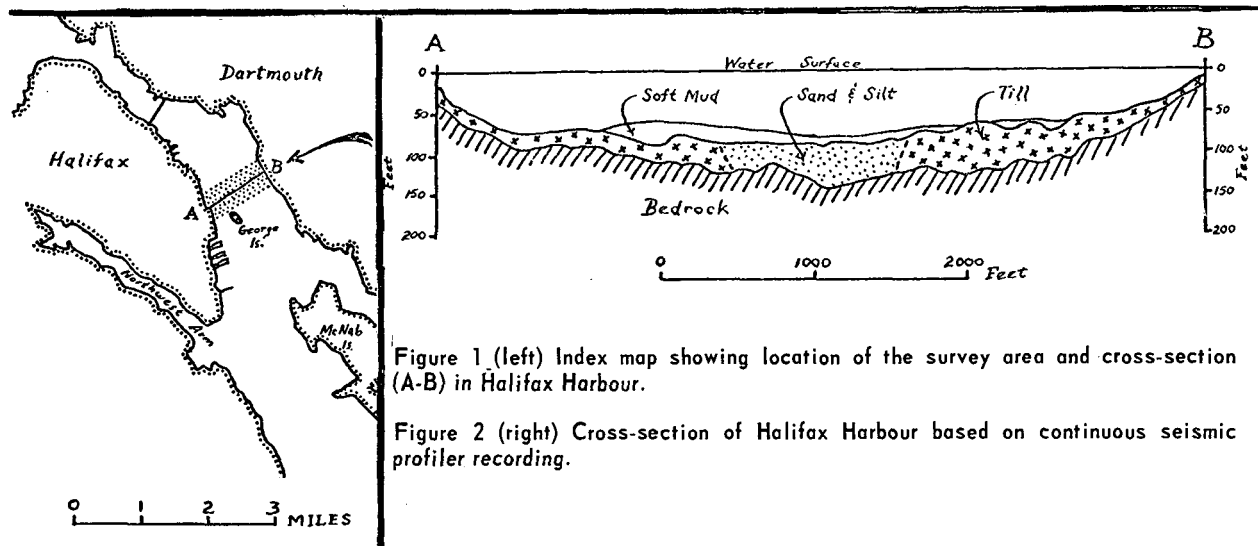 Dartmouth
Halifax
A
B
George
Is.
Northwest Arm
McNab
Is.
0 1 2 3 MILES
A B
Water Surface
Soft Mud
Sand & Silt
Till
0 0
50 50
100 100
150 150
200 200
Feet
Feet
Bedrock
0 1000 2000 Feet
Figure 1 (left) Index map showing location of the survey area and cross-section
(A-B) in Halifax Harbour.
Figure 2 (right) Cross-section of Halifax Harbour based on continuous seismic
profiler recording.